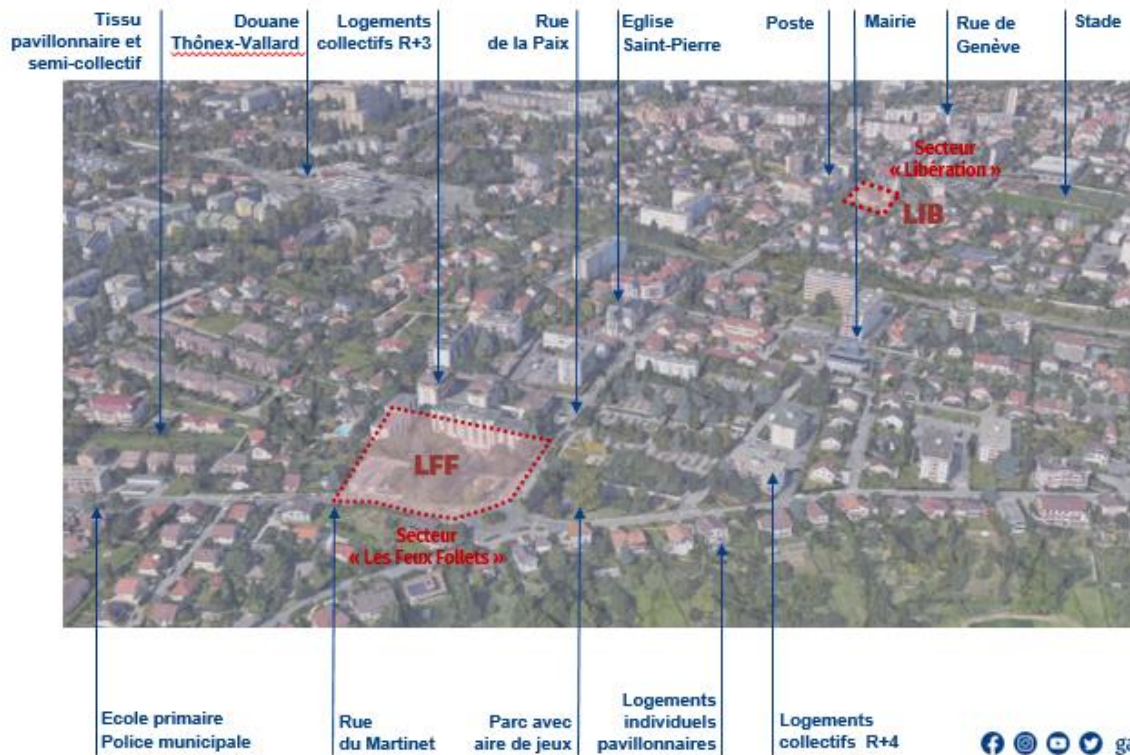 Tissu
pavillonnaire et
semi-collectif
Douane
Thônex-Vallard
Logements
collectifs R+3
Rue
de la Paix
Eglise
Saint-Pierre
Poste
Mairie
Rue de
Genève
Stade
Secteur
« Libération »
LIB
LFF
Secteur
« Les Feux Follets »
Ecole primaire
Police municipale
Rue
du Martinet
Parc avec
aire de jeux
Logements
individuels
pavillonnaires
Logements
collectifs R+4